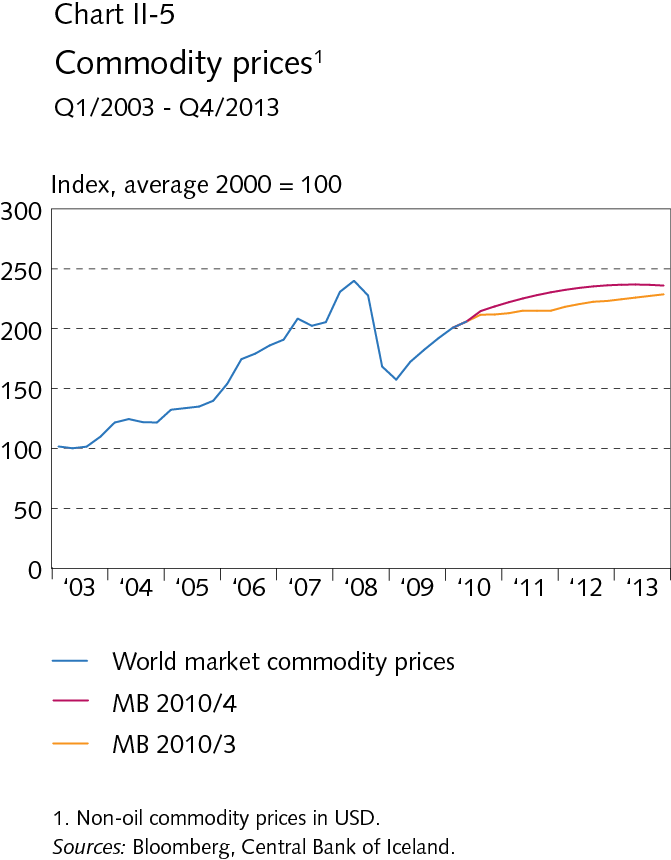 Chart II-5
Commodity prices¹
Q1/2003 - Q4/2013
Index, average 2000 = 100
300
250
200
150
100
50
0
‘03 ‘04 ‘05 ‘06 ‘07 ‘08 ‘09 ‘10 ‘11 ‘12 ‘13
World market commodity prices
MB 2010/4
MB 2010/3
1. Non-oil commodity prices in USD.
Sources: Bloomberg, Central Bank of Iceland.